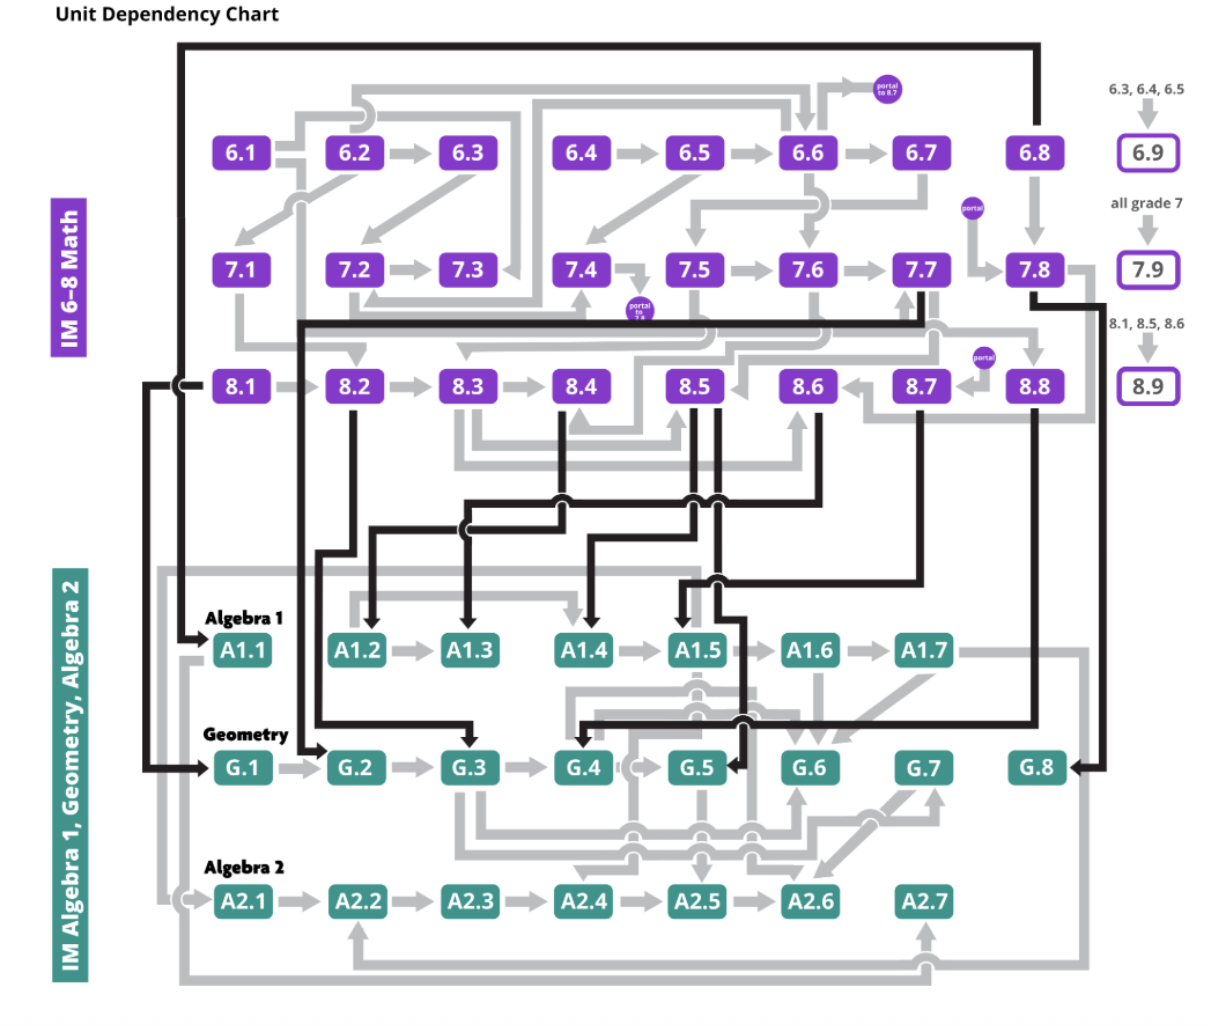 Unit Dependency Chart
portal
to 8.7
6.3, 6.4, 6.5
6.1 6.2 6.3 6.4 6.5 6.6 6.7 6.8 6.9
IM 6–8 Math
portal
all grade 7
7.1 7.2 7.3 7.4 7.5 7.6 7.7 7.8 7.9
portal
to
8.1, 8.5, 8.6
portal
8.1 8.2 8.3 8.4 8.5 8.6 8.7 8.8 8.9
IM Algebra 1, Geometry, Algebra 2
Algebra 1
A1.1 A1.2 A1.3 A1.4 A1.5 A1.6 A1.7
Geometry
G.1 G.2 G.3 G.4 G.5 G.6 G.7 G.8
Algebra 2
A2.1 A2.2 A2.3 A2.4 A2.5 A2.6 A2.7